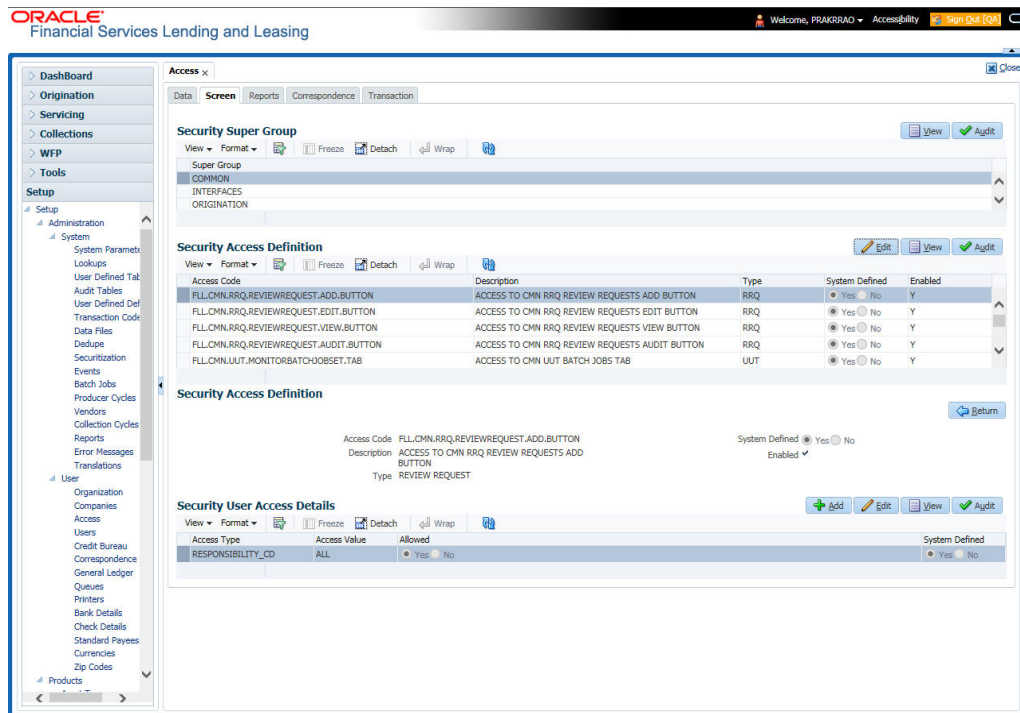 ORACLE
Financial Services Lending and Leasing
Welcome, PRAKRRAO Accessibility Sign Out [QA]
Close
DashBoard
Origination
Servicing
Collections
WFP
Tools
Setup
Setup
Administration
System
System Paramete
Lookups
User Defined Tab
Audit Tables
User Defined Def
Transaction Code
Data Files
Dedupe
Securitization
Events
Batch Jobs
Producer Cycles
Vendors
Collection Cycles
Reports
Error Messages
Translations
User
Organization
Companies
Access
Users
Credit Bureau
Correspondence
General Ledger
Queues
Printers
Bank Details
Check Details
Standard Payees
Currencies
Zip Codes
Products
Access x
Data Screen Reports Correspondence Transaction
Security Super Group
View Audit
View Format Freeze Detach Wrap
Super Group
COMMON
INTERFACES
ORIGINATION
Security Access Definition
Edit View Audit
View Format Freeze Detach Wrap
Access Code Description Type System Defined Enabled
FLL.CMN.RRQ.REVIEWREQUEST.ADD.BUTTON ACCESS TO CMN RRQ REVIEW REQUESTS ADD BUTTON RRQ Yes No Y
FLL.CMN.RRQ.REVIEWREQUEST.EDIT.BUTTON ACCESS TO CMN RRQ REVIEW REQUESTS EDIT BUTTON RRQ Yes No Y
FLL.CMN.RRQ.REVIEWREQUEST.VIEW.BUTTON ACCESS TO CMN RRQ REVIEW REQUESTS VIEW BUTTON RRQ Yes No Y
FLL.CMN.RRQ.REVIEWREQUEST.AUDIT.BUTTON ACCESS TO CMN RRQ REVIEW REQUESTS AUDIT BUTTON RRQ Yes No Y
FLL.CMN.UUT.MONITORBATCHJOBSET.TAB ACCESS TO CMN UUT BATCH JOBS TAB UUT Yes No Y
Security Access Definition
Return
Access Code FLL.CMN.RRQ.REVIEWREQUEST.ADD.BUTTON System Defined Yes No
Description ACCESS TO CMN RRQ REVIEW REQUESTS ADD Enabled
BUTTON
Type REVIEW REQUEST
Security User Access Details
Add Edit View Audit
View Format Freeze Detach Wrap
Access Type Access Value Allowed System Defined
RESPONSIBILITY_CD ALL Yes No Yes No